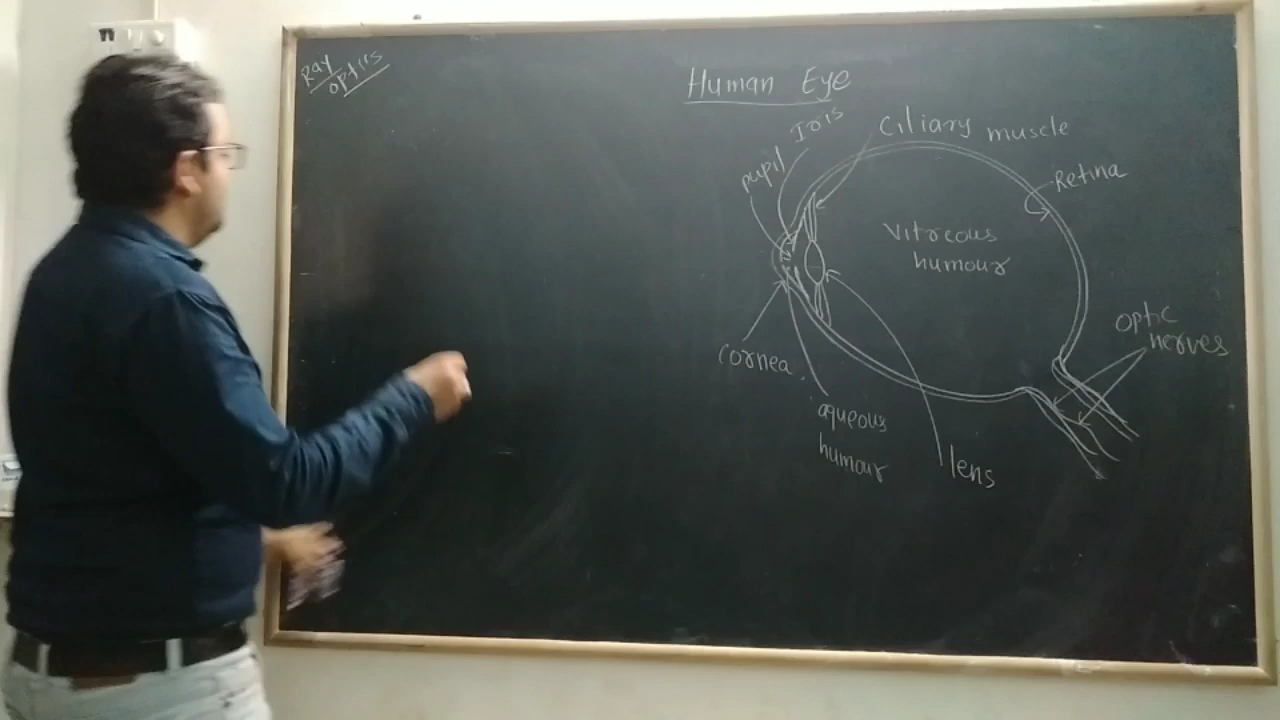 Ray
optics
Human Eye
Iris
pupil
Ciliary muscle
Retina
Vitreous
humour
optic
nerves
Cornea
aqueous
humour
lens